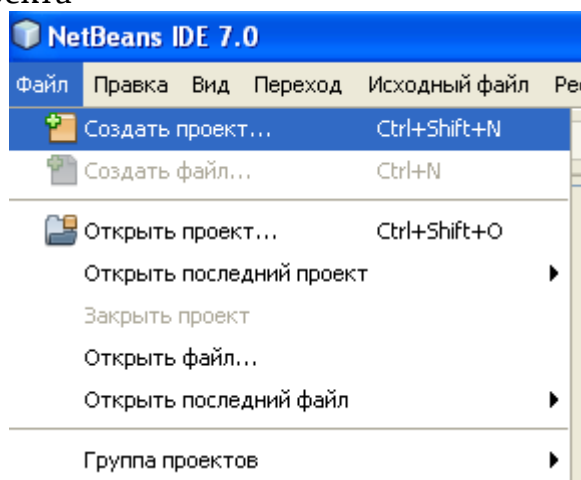 NetBeans IDE 7.0
Файл Правка Вид Переход Исходный файл
Создать проект... Ctrl+Shift+N
Создать файл... Ctrl+N
Открыть проект... Ctrl+Shift+O
Открыть последний проект
Закрыть проект
Открыть файл...
Открыть последний файл
Группа проектов